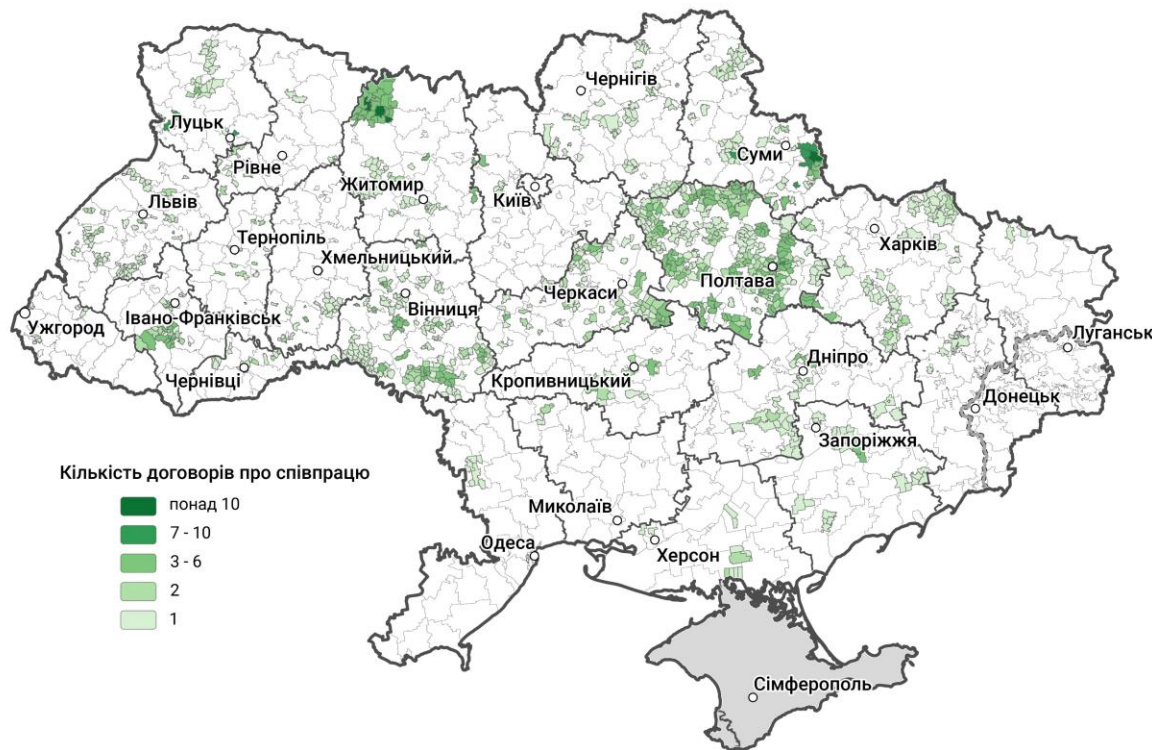 Чернігів
Луцьк
Рівне
Суми
Житомир
Київ
Львів
Тернопіль
Хмельницький
Харків
Полтава
Черкаси
Вінниця
Ужгород
Івано-Франківськ
Луганськ
Чернівці
Кропивницький
Дніпро
Донецьк
Запоріжжя
Кількість договорів про співпрацю
понад 10
7 - 10
3 - 6
2
1
Миколаїв
Одеса
Херсон
Сімферополь